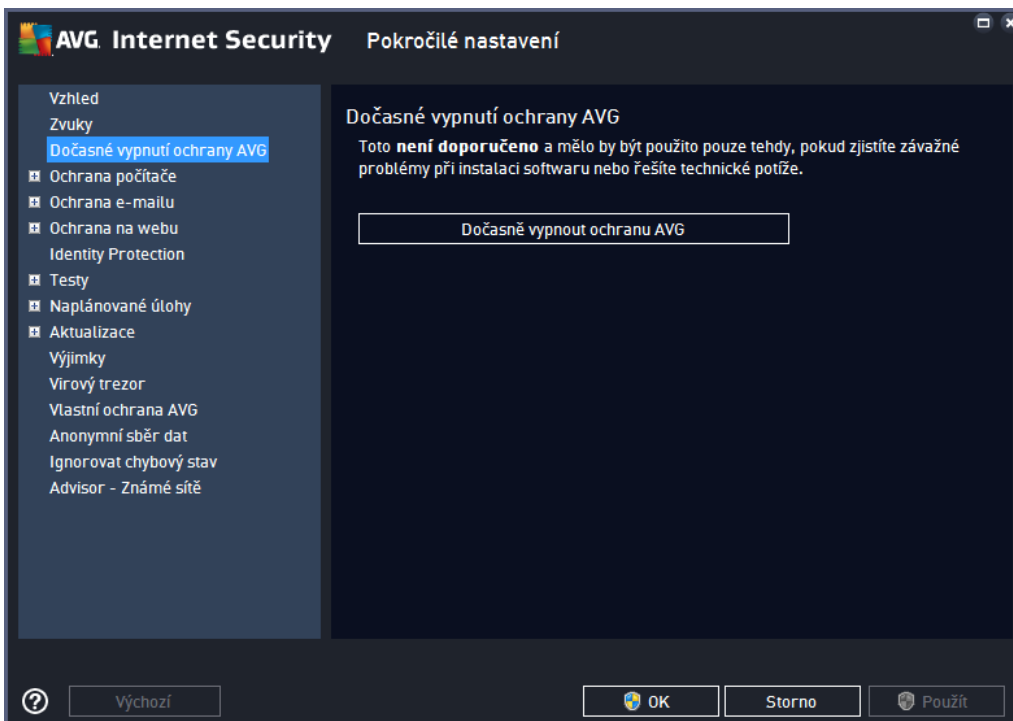 AVG. Internet Security Pokročilé nastavení
Vzhled
Zvuky
Dočasné vypnutí ochrany AVG
Ochrana počítače
Ochrana e-mailu
Ochrana na webu
Identity Protection
Testy
Naplánované úlohy
Aktualizace
Výjimky
Virový trezor
Vlastní ochrana AVG
Anonymní sběr dat
Ignorovat chybový stav
Advisor - Známé sítě
Dočasné vypnutí ochrany AVG
Toto není doporučeno a mělo by být použito pouze tehdy, pokud zjistíte závažné
problémy při instalaci softwaru nebo řešíte technické potíže.
Dočasně vypnout ochranu AVG
? Výchozí OK Storno Použít